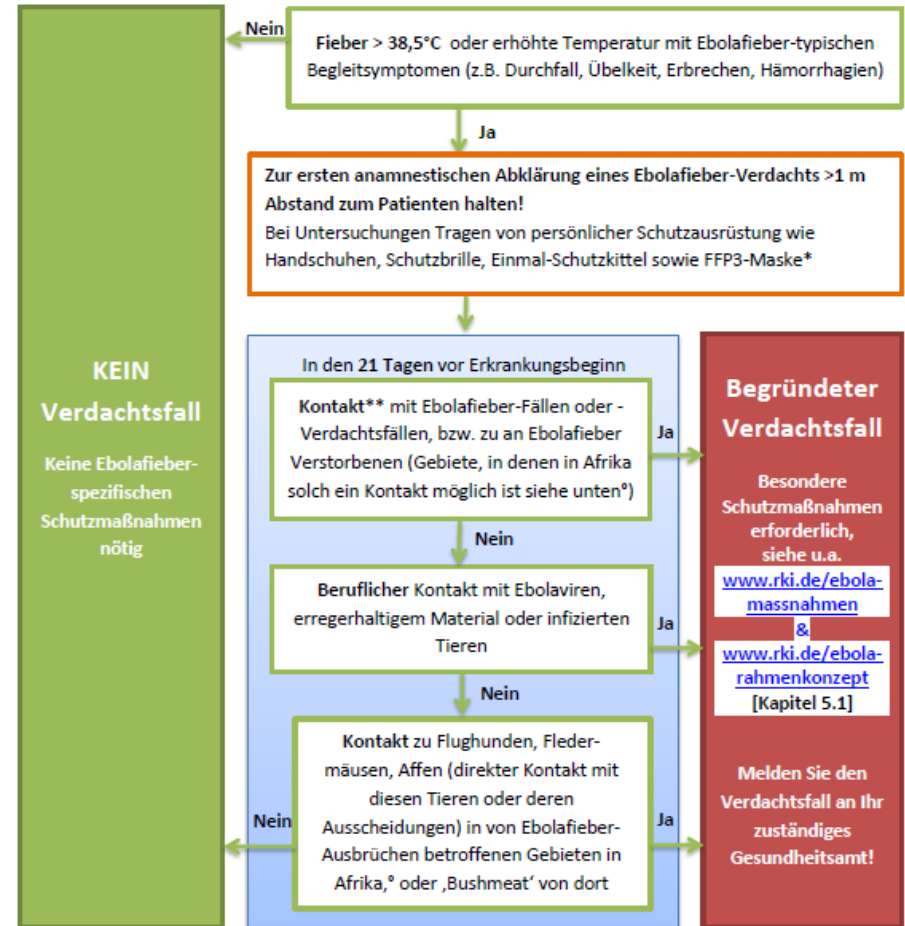 Nein
Fieber > 38,5°C oder erhöhte Temperatur mit Ebolafieber-typischen
Begleitsymptomen (z.B. Durchfall, Übelkeit, Erbrechen, Hämorrhagien)
Ja
Zur ersten anamnestischen Abklärung eines Ebolafieber-Verdachts >1 m
Abstand zum Patienten halten!
Bei Untersuchungen Tragen von persönlicher Schutzausrüstung wie
Handschuhen, Schutzbrille, Einmal-Schutzkittel sowie FFP3-Maske*
KEIN
Verdachtsfall
Keine Ebolafieber-
spezifischen
Schutzmaßnahmen
nötig
In den 21 Tagen vor Erkrankungsbeginn
Kontakt** mit Ebolafieber-Fällen oder -
Verdachtsfällen, bzw. zu an Ebolafieber
Verstorbenen (Gebiete, in denen in Afrika
solch ein Kontakt möglich ist siehe unten°)
Ja
Nein
Beruflicher Kontakt mit Ebolaviren,
erregerhaltigem Material oder infizierten
Tieren
Ja
Nein
Kontakt zu Flughunden, Fleder-
mäusen, Affen (direkter Kontakt mit
diesen Tieren oder deren
Ausscheidungen) in von Ebolafieber-
Ausbrüchen betroffenen Gebieten in
Afrika,° oder ‚Bushmeat‘ von dort
Nein
Ja
Begründeter
Verdachtsfall
Besondere
Schutzmaßnahmen
erforderlich,
siehe u.a.
www.rki.de/ebola-
massnahmen
&
www.rki.de/ebola-
rahmenkonzept
[Kapitel 5.1]
Melden Sie den
Verdachtsfall an Ihr
zuständiges
Gesundheitsamt!